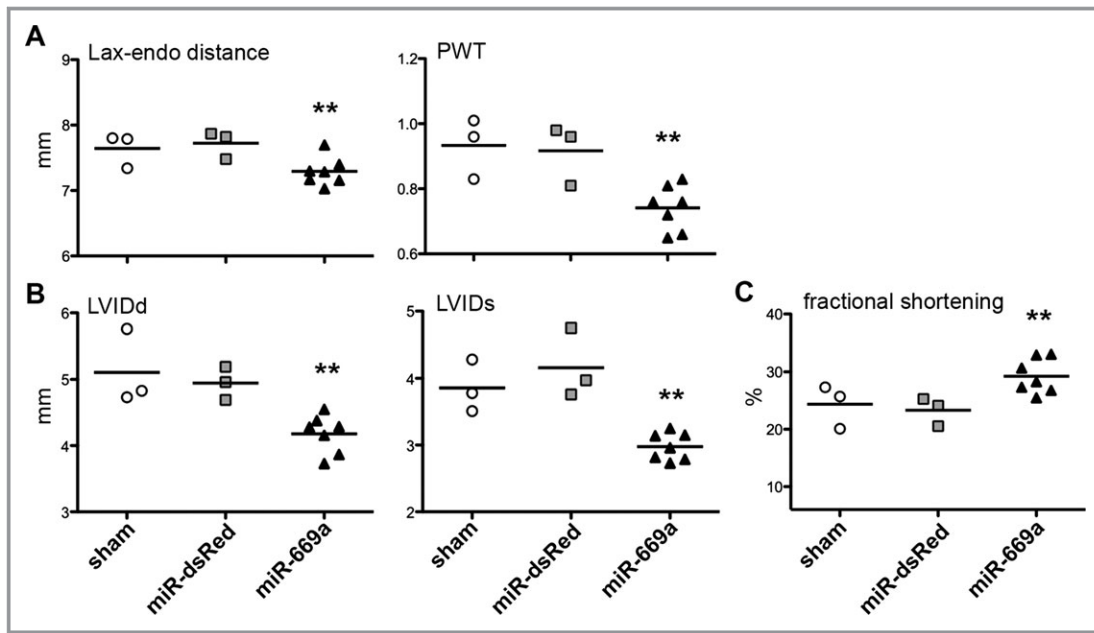 A
Lax-endo distance
9
8
7
6
mm
**
PWT
1.2
1.0
0.8
0.6
**
B
LVIDd
6
5
4
3
mm
**
sham
miR-dsRed
miR-669a
LVIDs
5
4
3
2
**
sham
miR-dsRed
miR-669a
C
fractional shortening
40
30
20
10
%
**
sham
miR-dsRed
miR-669a